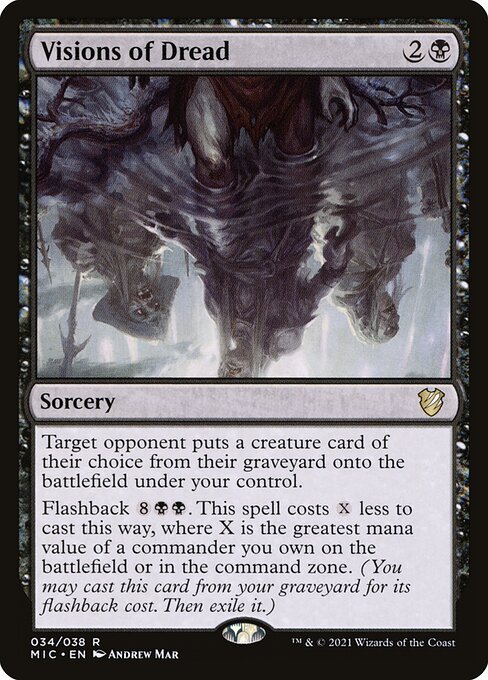 Visions of Dread 2
Sorcery
Target opponent puts a creature card of
their choice from their graveyard onto the
battlefield under your control.
Flashback 8. This spell costs X less to
cast this way, where X is the greatest mana
value of a commander you own on the
battlefield or in the command zone. (You
may cast this card from your graveyard for its
flashback cost. Then exile it.)
034/038 R
MIC • EN Andrew Mar
™ & © 2021 Wizards of the Coast